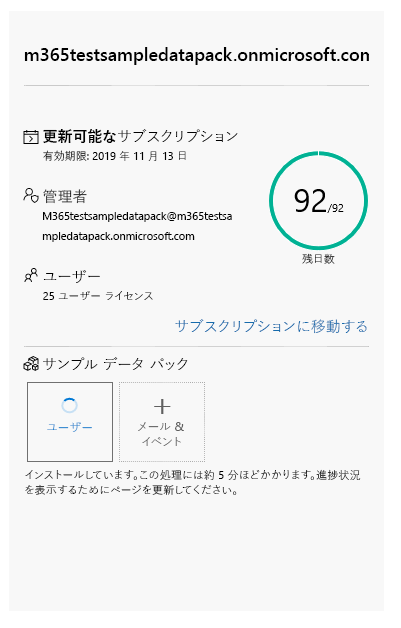 m365testsampledatapack.onmicrosoft.con
更新可能なサブスクリプション
有効期限: 2019 年 11 月 13 日
92/92
残日数
管理者
M365testsampledatapack@m365testsa
mpledatapack.onmicrosoft.com
ユーザー
25 ユーザー ライセンス
サブスクリプションに移動する
サンプル データ パック
ユーザー
メール &
イベント
インストールしています。この処理には約 5 分ほどかかります。進捗状況
を表示するためにページを更新してください。